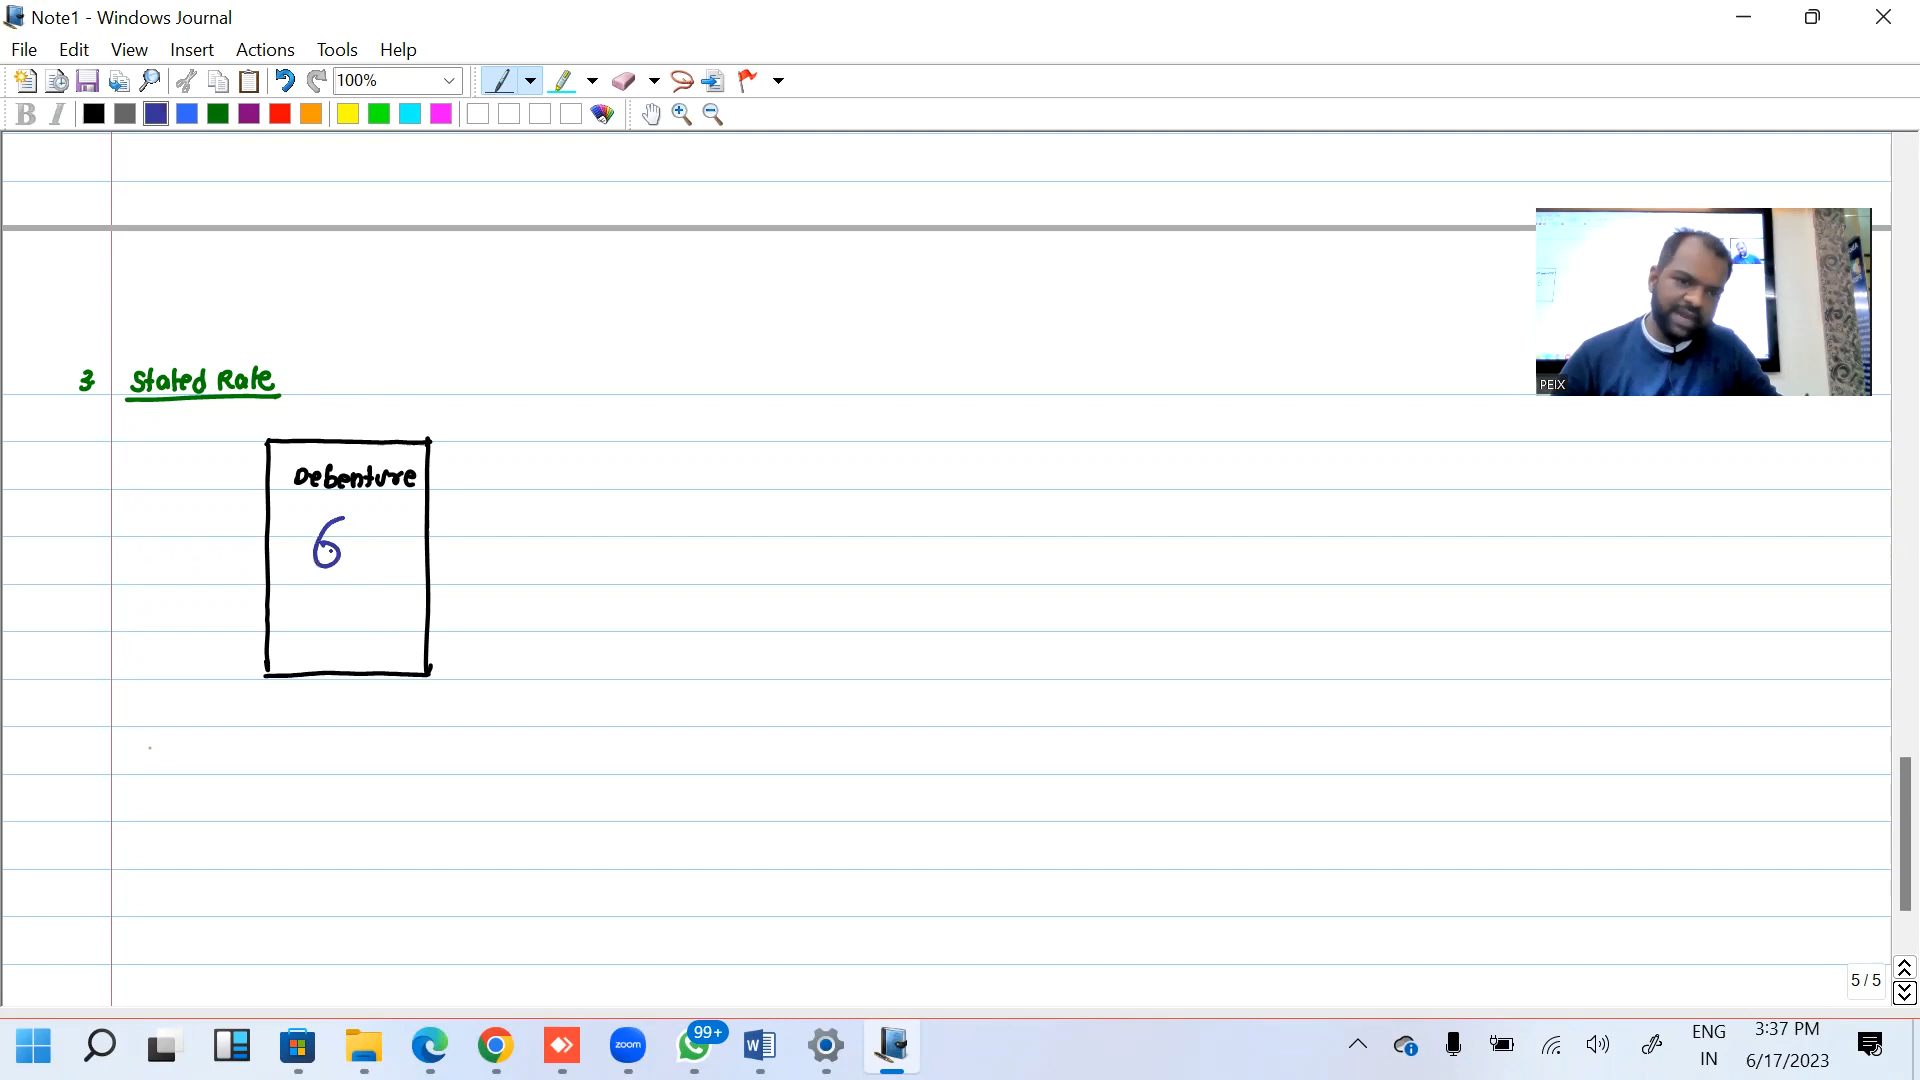 Note1 - Windows Journal
File Edit View Insert Actions Tools Help
100%
B I
PEIX
3. Stated Rate
Debenture
6
5 / 5
99+
zoom
W
ENG
IN
3:37 PM
6/17/2023